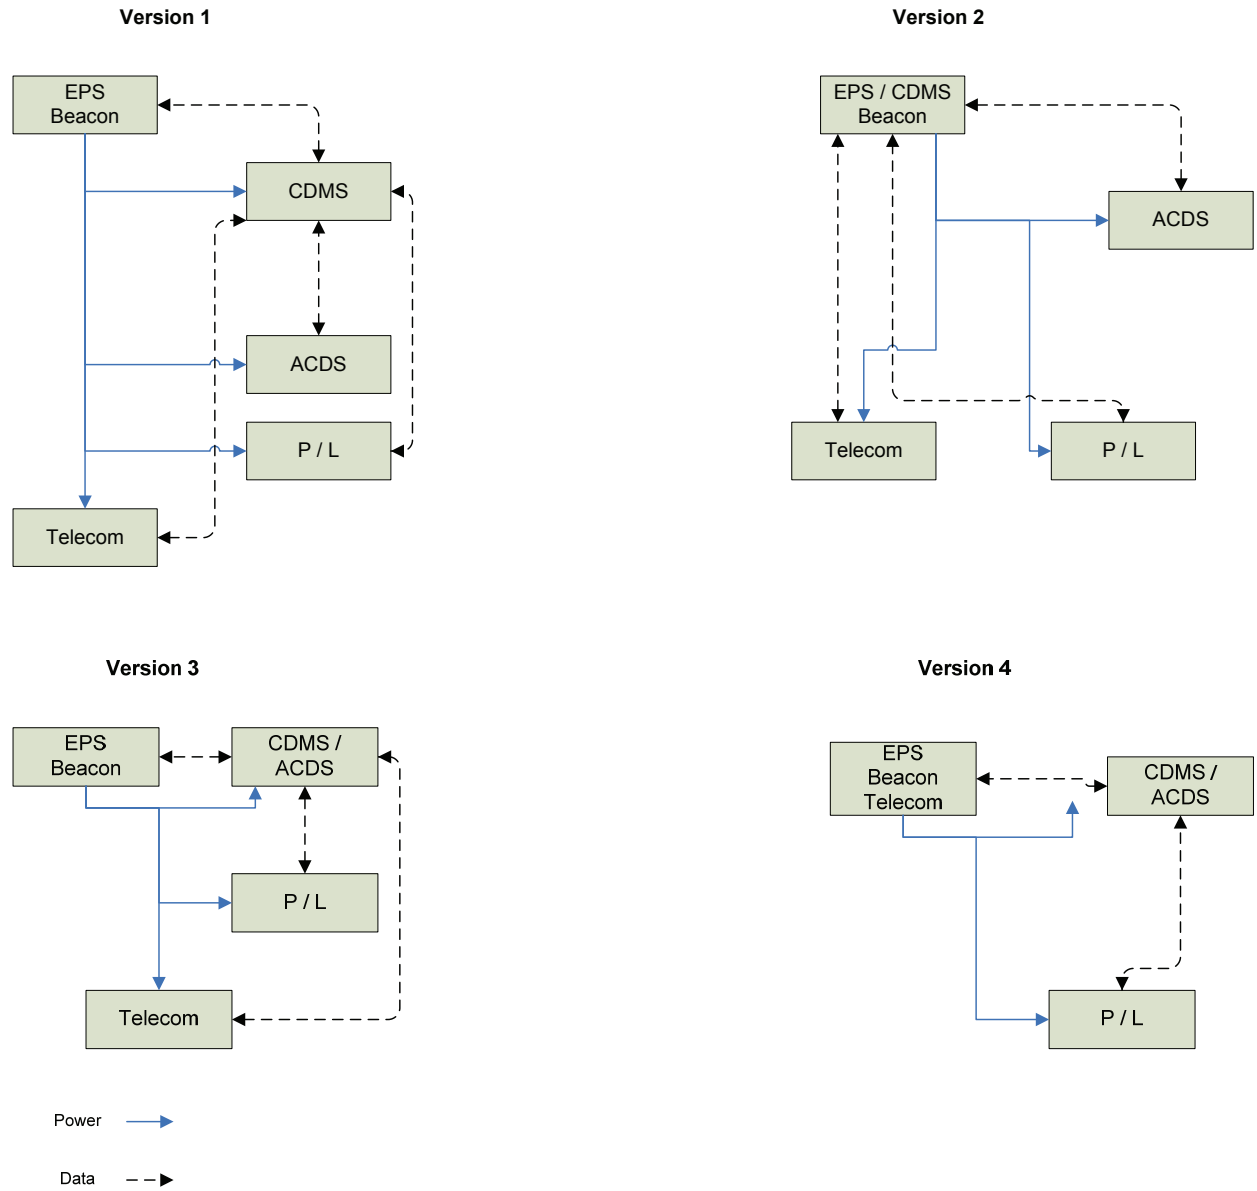 Version 1
EPS
Beacon
CDMS
ACDS
P / L
Telecom
Version 2
EPS / CDMS
Beacon
ACDS
Telecom
P / L
Version 3
EPS
Beacon
CDMS /
ACDS
P / L
Telecom
Version 4
EPS
Beacon
Telecom
CDMS /
ACDS
P / L
Power
Data